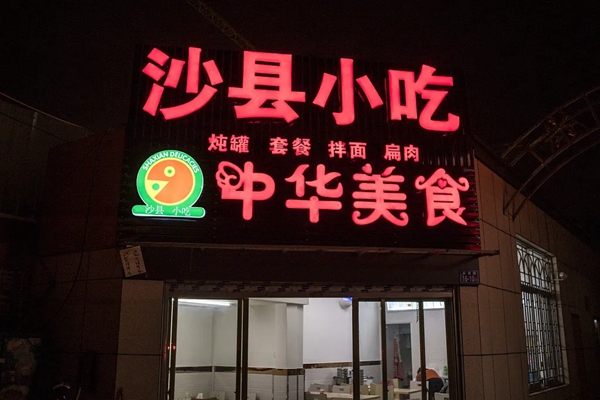 沙县小吃
炖罐 套餐 拌面 扁肉
SHAXIAN DELICACIES
沙县 小吃
中华美食